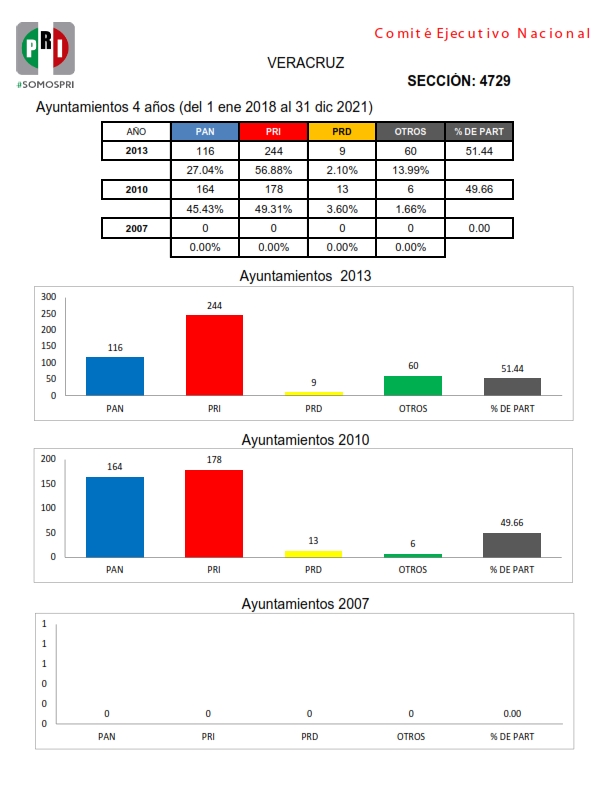 Comité Ejecutivo Nacional
PRI
#SOMOSPRI
VERACRUZ
SECCIÓN: 4729
Ayuntamientos 4 años (del 1 ene 2018 al 31 dic 2021)
AÑO PAN PRI PRD OTROS % DE PART
2013 116 244 9 60 51.44
27.04% 56.88% 2.10% 13.99%
2010 164 178 13 6 49.66
45.43% 49.31% 3.60% 1.66%
2007 0 0 0 0 0.00
0.00% 0.00% 0.00% 0.00%
Ayuntamientos 2013
300
250
200
150
100
50
0
116 244 9 60 51.44
PAN PRI PRD OTROS % DE PART
Ayuntamientos 2010
200
150
100
50
0
164 178 13 6 49.66
PAN PRI PRD OTROS % DE PART
Ayuntamientos 2007
1
1
1
0
0
0
0 0 0 0 0.00
PAN PRI PRD OTROS % DE PART